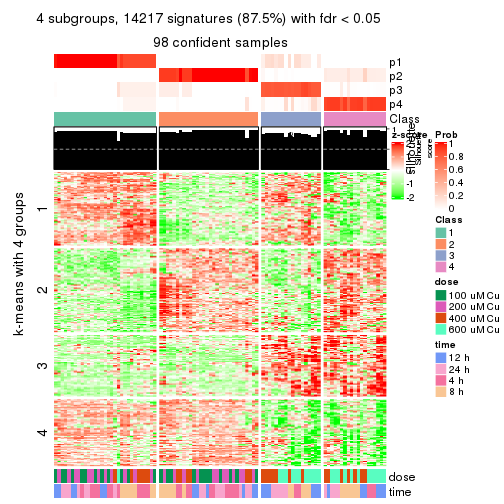 4 subgroups, 14217 signatures (87.5%) with fdr < 0.05
98 confident samples
p1
p2
p3
p4
Class
k-means with 4 groups
1
2
3
4
dose
time
z-score
-1
-2
Prob
1
0.8
0.6
0.4
0.2
0
Class
1
2
3
4
dose
100 uM Cu
200 uM Cu
400 uM Cu
600 uM Cu
time
12 h
24 h
4 h
8 h